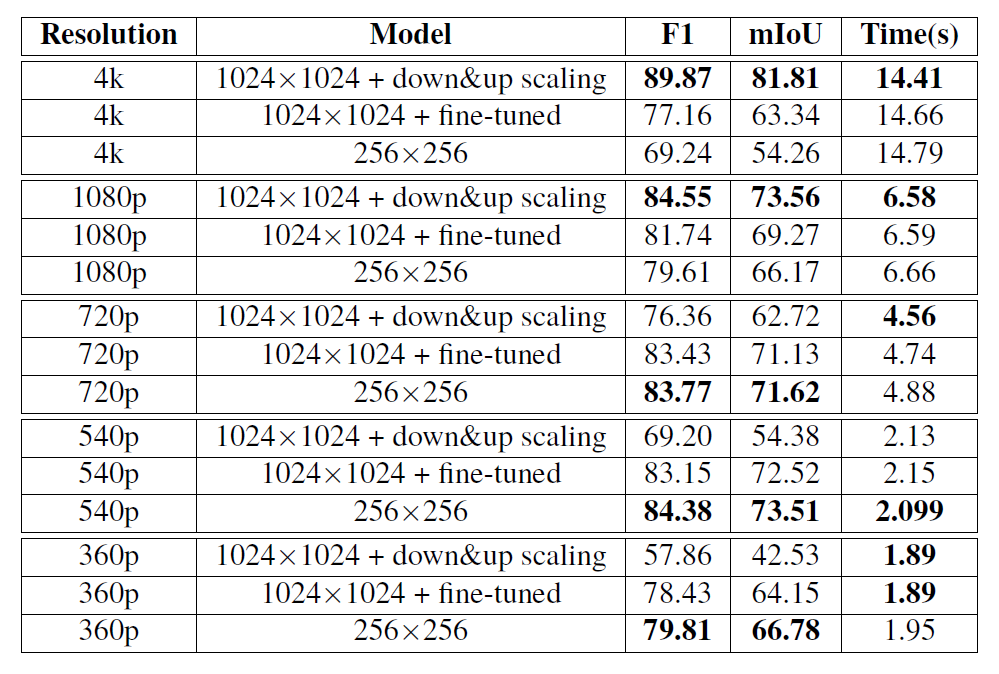 Resolution Model F1 mIoU Time(s)
4k 1024×1024 + down&up scaling 89.87 81.81 14.41
4k 1024×1024 + fine-tuned 77.16 63.34 14.66
4k 256×256 69.24 54.26 14.79
1080p 1024×1024 + down&up scaling 84.55 73.56 6.58
1080p 1024×1024 + fine-tuned 81.74 69.27 6.59
1080p 256×256 79.61 66.17 6.66
720p 1024×1024 + down&up scaling 76.36 62.72 4.56
720p 1024×1024 + fine-tuned 83.43 71.13 4.74
720p 256×256 83.77 71.62 4.88
540p 1024×1024 + down&up scaling 69.20 54.38 2.13
540p 1024×1024 + fine-tuned 83.15 72.52 2.15
540p 256×256 84.38 73.51 2.099
360p 1024×1024 + down&up scaling 57.86 42.53 1.89
360p 1024×1024 + fine-tuned 78.43 64.15 1.89
360p 256×256 79.81 66.78 1.95